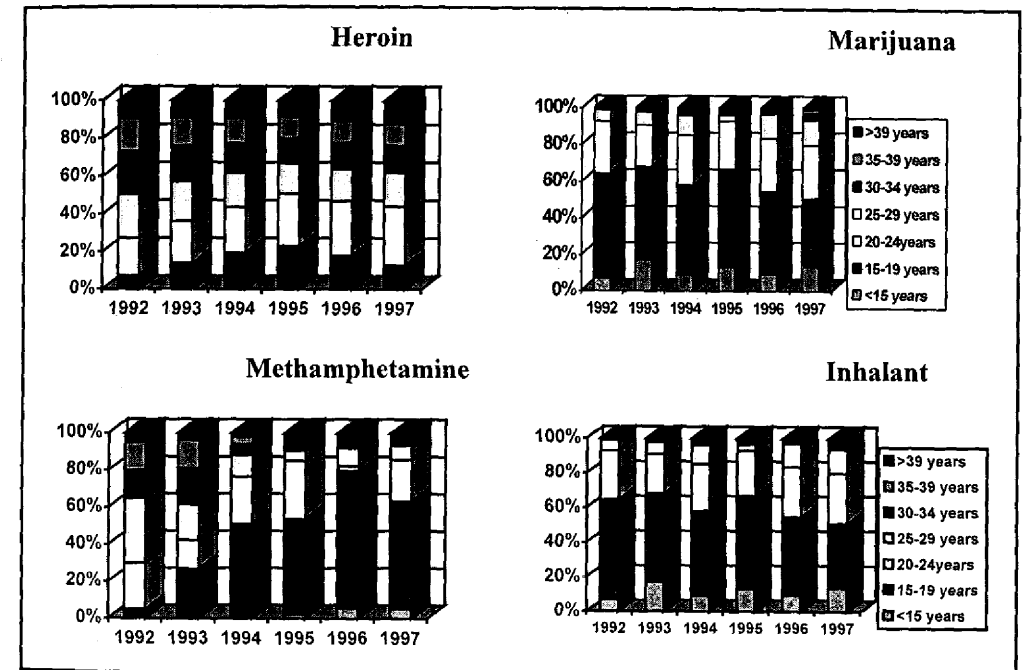 Heroin
100%
80%
60%
40%
20%
0%
1992 1993 1994 1995 1996 1997
Marijuana
100%
80%
60%
40%
20%
0%
1992 1993 1994 1995 1996 1997
>39 years
35-39 years
30-34 years
25-29 years
20-24years
15-19 years
<15 years
Methamphetamine
100%
80%
60%
40%
20%
0%
1992 1993 1994 1995 1996 1997
Inhalant
100%
80%
60%
40%
20%
0%
1992 1993 1994 1995 1996 1997
>39 years
35-39 years
30-34 years
25-29 years
20-24years
15-19 years
<15 years